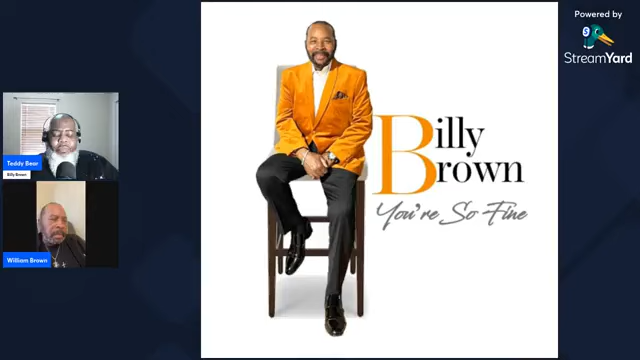 Powered by
StreamYard
Teddy Bear
Billy Brown
William Brown
Billy
Brown
You're So Fine